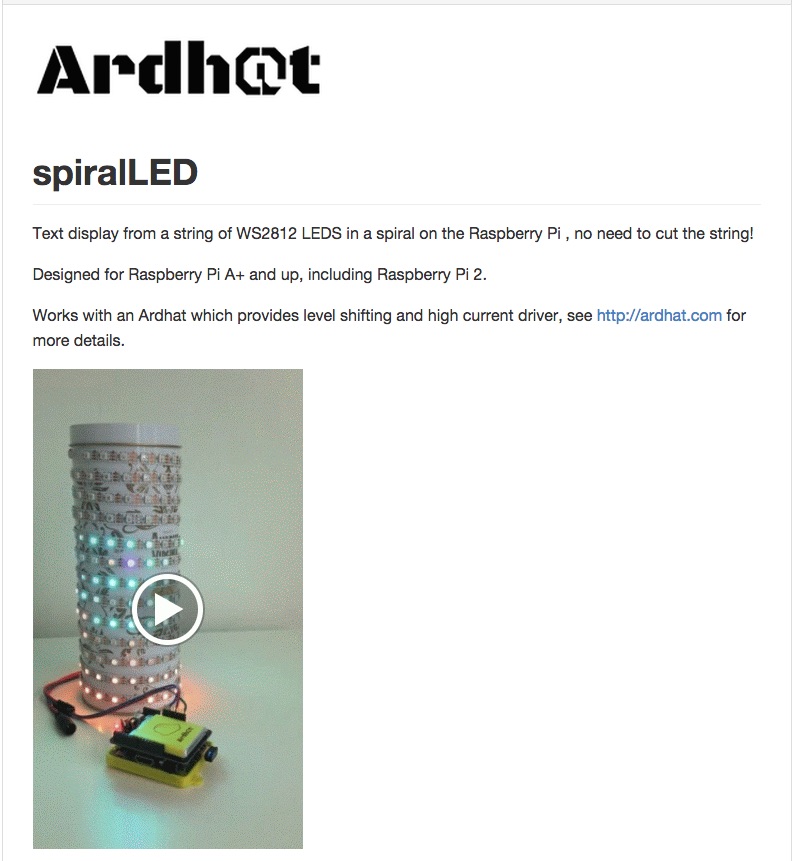 Ardh@t
spiralLED
Text display from a string of WS2812 LEDS in a spiral on the Raspberry Pi , no need to cut the string!
Designed for Raspberry Pi A+ and up, including Raspberry Pi 2.
Works with an Ardhat which provides level shifting and high current driver, see http://ardhat.com for
more details.
Ardhat